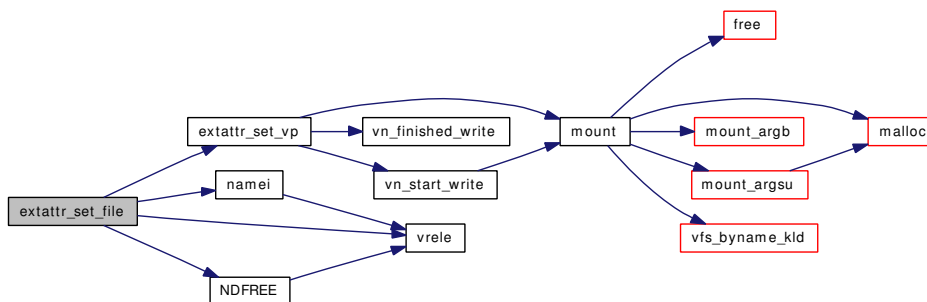 free
extattr_set_vp
vn_finished_write
mount
mount_argb
malloc
namei
vn_start_write
mount_argsu
extattr_set_file
vrele
vfs_byname_kld
NDFREE